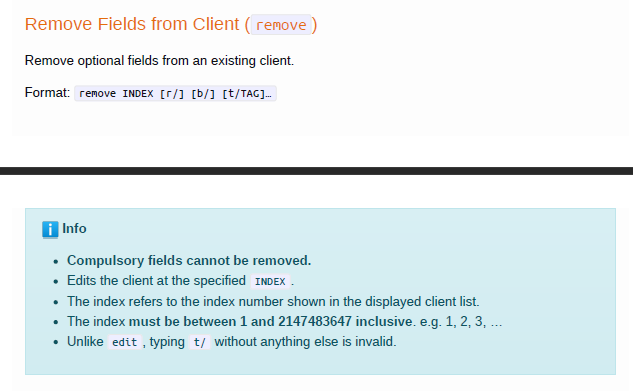 Remove Fields from Client (remove)
Remove optional fields from an existing client.
Format: remove INDEX [r/] [b/] [t/TAG]…
Info
Compulsory fields cannot be removed.
Edits the client at the specified INDEX.
The index refers to the index number shown in the displayed client list.
The index must be between 1 and 2147483647 inclusive. e.g. 1, 2, 3, …
Unlike edit, typing t/ without anything else is invalid.